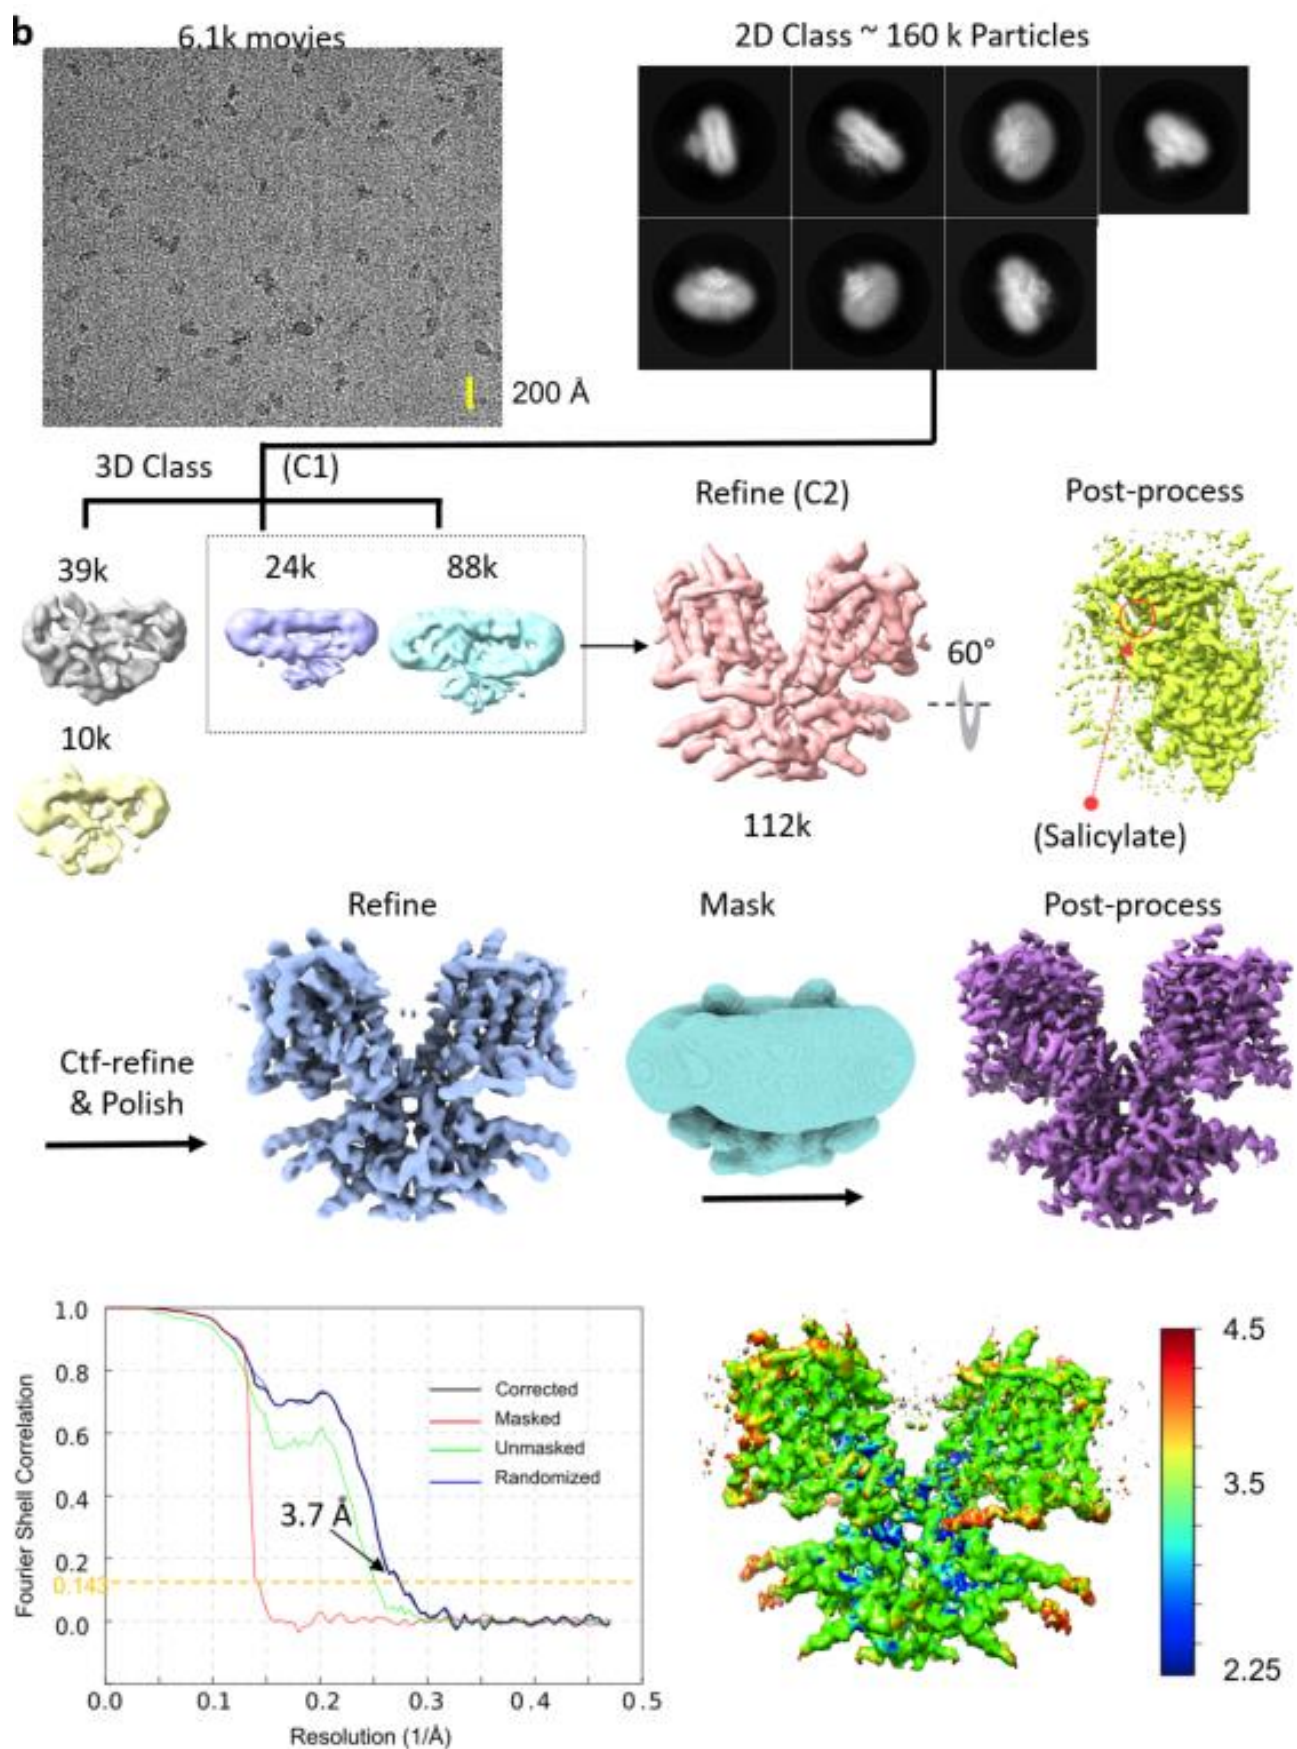 b
6.1k movies
2D Class ~ 160 k Particles
200 Å
3D Class (C1)
Refine (C2)
Post-process
39k
24k
88k
60°
10k
112k
(Salicylate)
Refine
Mask
Post-process
Ctf-refine
& Polish
1.0
0.8
0.6
0.4
0.2
0.143
0.0
Fourier Shell Correlation
Corrected
Masked
Unmasked
Randomized
3.7 Å
0.0
0.1
0.2
0.3
0.4
0.5
Resolution (1/Å)
4.5
3.5
2.25